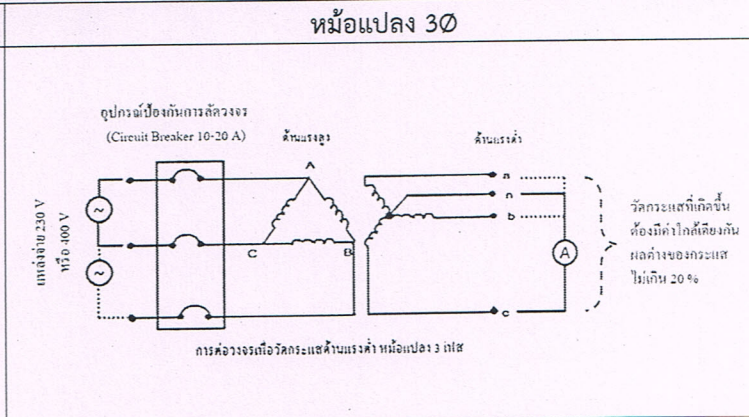 หม้อแปลง 3Ø
อุปกรณ์ป้องกันการลัดวงจร
(Circuit Breaker 10-20 A)
ด้านแรงสูง
ด้านแรงต่ำ
แหล่งจ่าย 230 V
หรือ 400 V
~
~
A
C
B
a
n
b
c
A
วัดกระแสที่เกิดขึ้น
ต้องมีค่าใกล้เคียงกัน
ผลต่างของกระแส
ไม่เกิน 20 %
การต่อวงจรเพื่อวัดกระแสด้านแรงต่ำ หม้อแปลง 3 เฟส